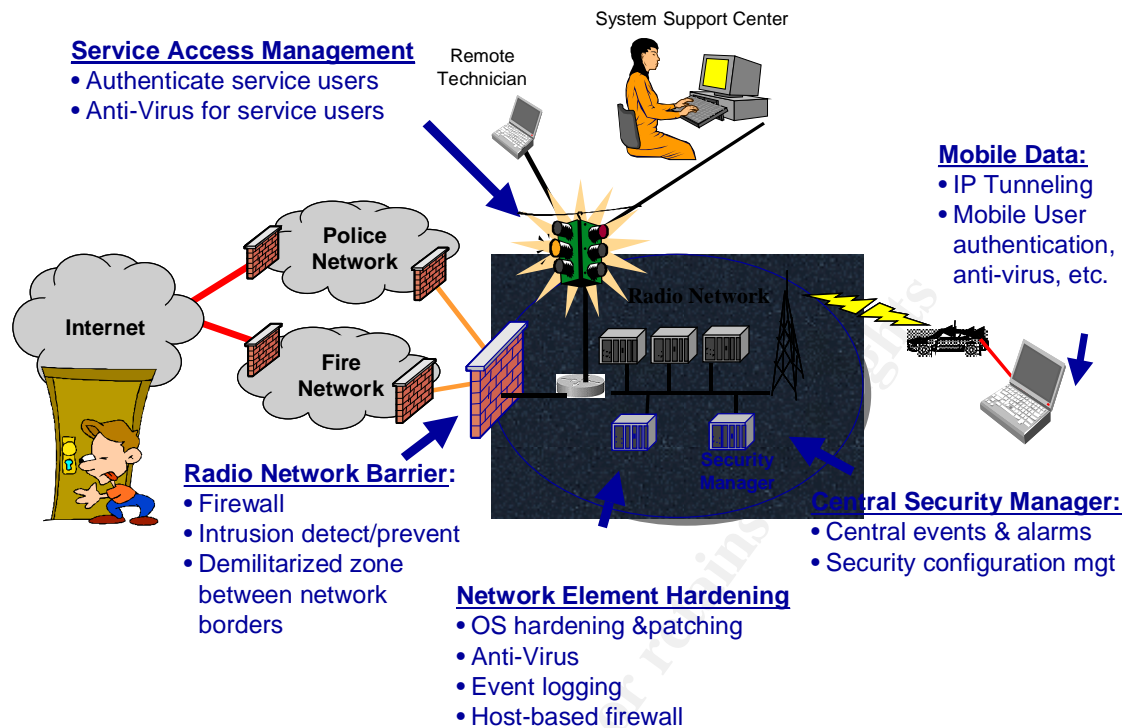 System Support Center
Service Access Management
• Authenticate service users
• Anti-Virus for service users
Remote
Technician
Mobile Data:
• IP Tunneling
• Mobile User
authentication,
anti-virus, etc.
Police
Network
Internet
Fire
Network
Radio Network
Security
Manager
Radio Network Barrier:
• Firewall
• Intrusion detect/prevent
• Demilitarized zone
between network
borders
Central Security Manager:
• Central events & alarms
• Security configuration mgt
Network Element Hardening
• OS hardening &patching
• Anti-Virus
• Event logging
• Host-based firewall